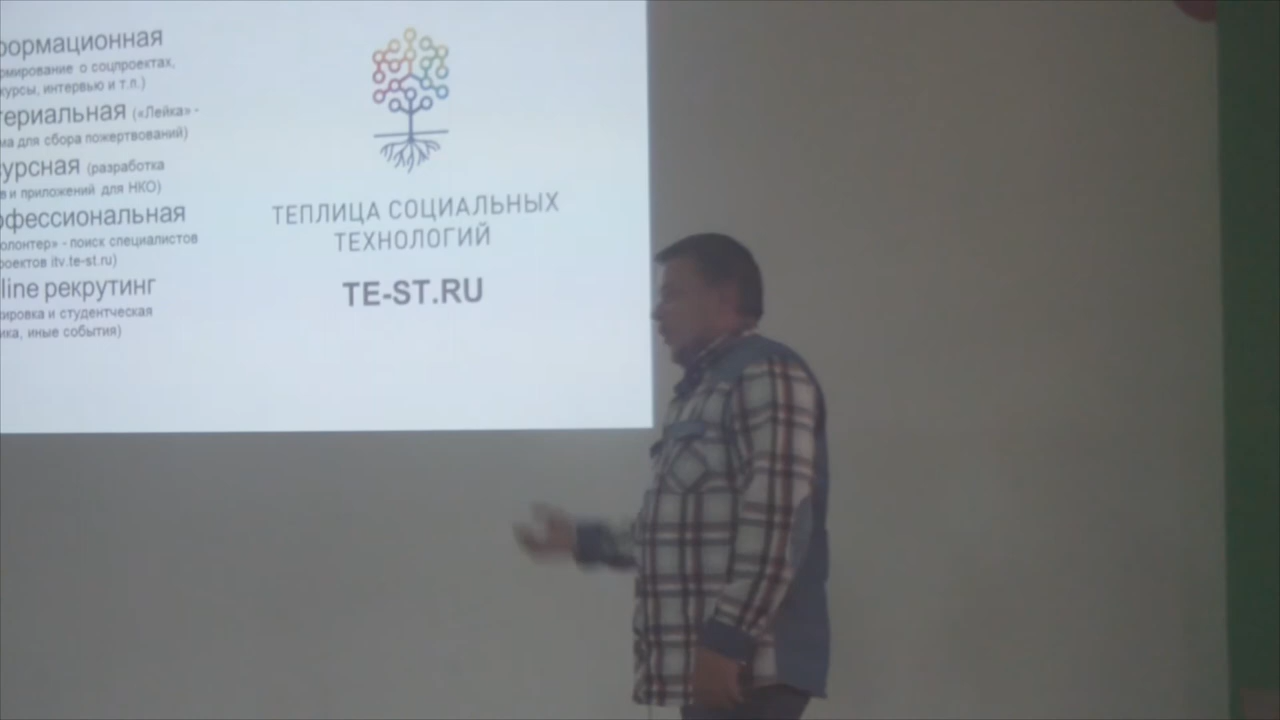 формационная
рмирование о соцпроектах,
курсы, интервью и т.п.)
териальная («Лейка» -
ма для сбора пожертвований)
сурсная (разработка
в и приложений для НКО)
офессиональная
олонтер» - поиск специалистов
роектов itv.te-st.ru)
line рекрутинг
ировка и студенческая
ика, иные события)
ТЕПЛИЦА СОЦИАЛЬНЫХ
ТЕХНОЛОГИЙ
TE-ST.RU